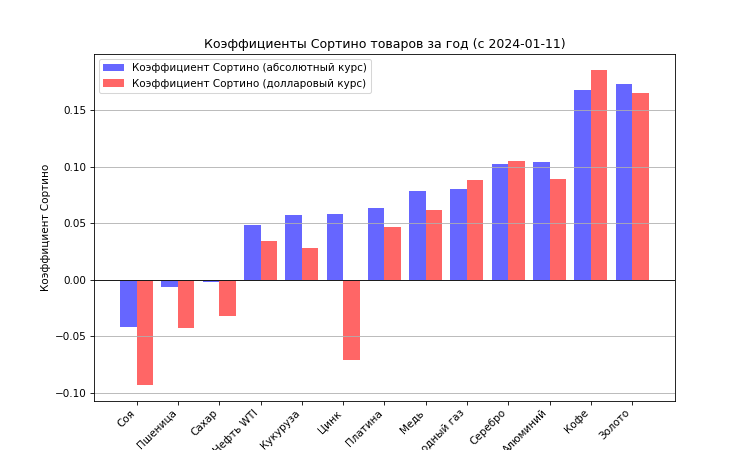 Коэффициенты Сортино товаров за год (с 2024-01-11)
Коэффициент Сортино (абсолютный курс)
Коэффициент Сортино (долларовый курс)
Коэффициент Сортино
0.15
0.10
0.05
0.00
−0.05
−0.10
Соя
Пшеница
Сахар
Нефть WTI
Кукуруза
Цинк
Платина
Медь
одный газ
Серебро
Алюминий
Кофе
Золото